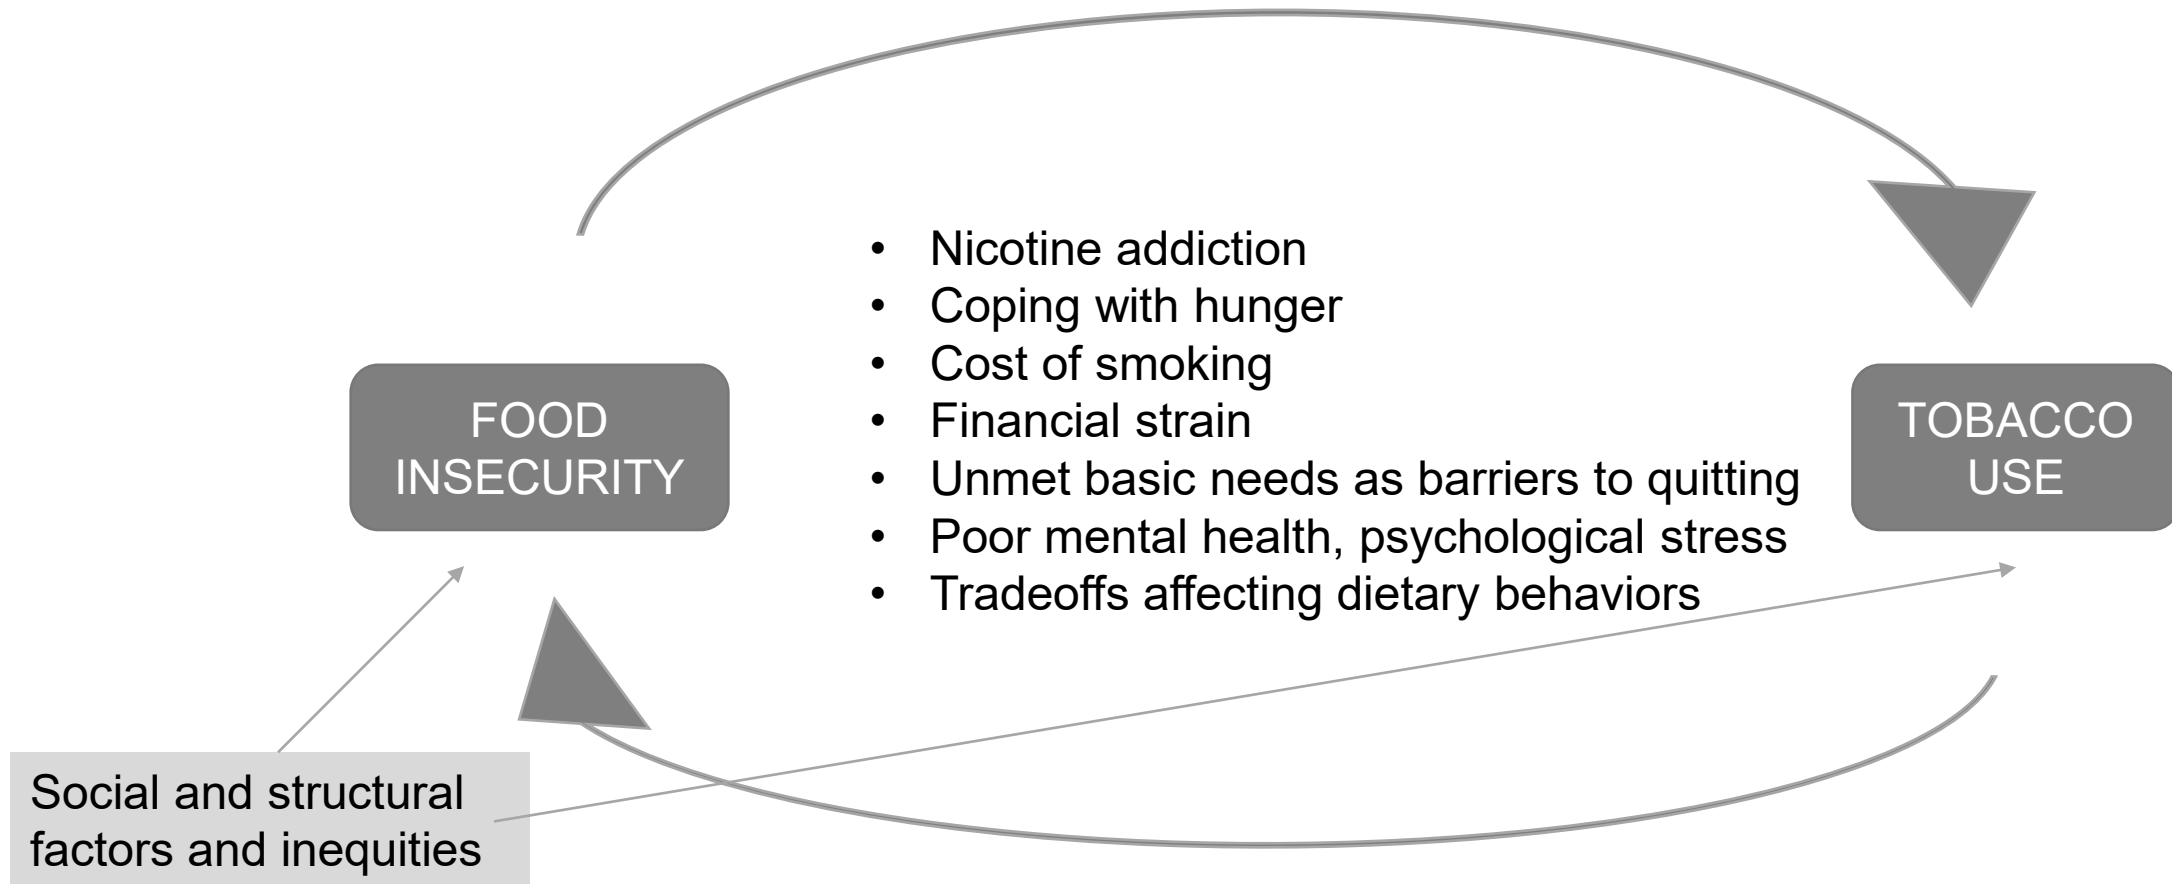 • Nicotine addiction
• Coping with hunger
• Cost of smoking
• Financial strain
• Unmet basic needs as barriers to quitting
• Poor mental health, psychological stress
• Tradeoffs affecting dietary behaviors
FOOD
INSECURITY
TOBACCO
USE
Social and structural
factors and inequities